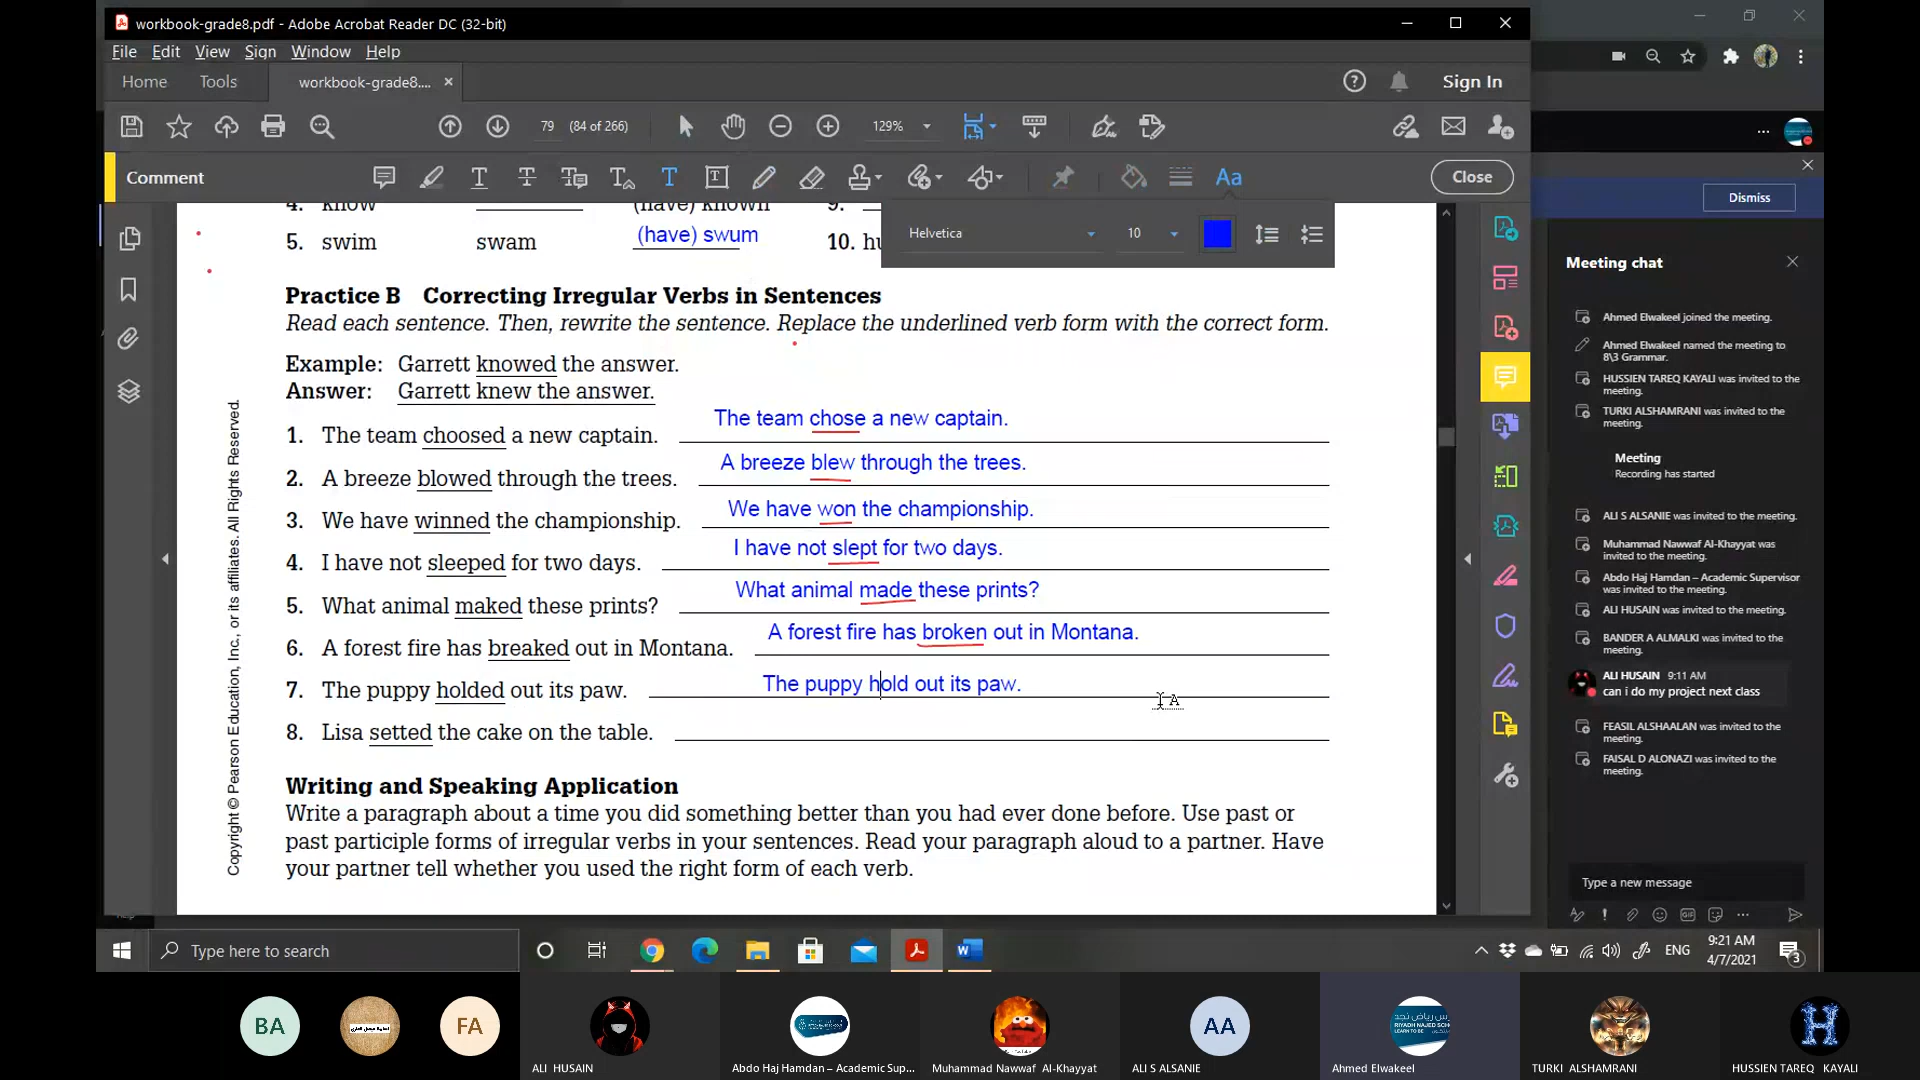 workbook-grade8.pdf - Adobe Acrobat Reader DC (32-bit)
File Edit View Sign Window Help
Home Tools workbook-grade8.... × Sign In
79 (84 of 266) 129%
Comment Close
Helvetica 10
4. know (have) known 9.
5. swim swam (have) swum 10.
Practice B Correcting Irregular Verbs in Sentences
Read each sentence. Then, rewrite the sentence. Replace the underlined verb form with the correct form.
Example: Garrett knowed the answer.
Answer: Garrett knew the answer.
1. The team choosed a new captain. The team chose a new captain.
2. A breeze blowed through the trees. A breeze blew through the trees.
3. We have winned the championship. We have won the championship.
4. I have not sleeped for two days. I have not slept for two days.
5. What animal maked these prints? What animal made these prints?
6. A forest fire has breaked out in Montana. A forest fire has broken out in Montana.
7. The puppy holded out its paw. The puppy hold out its paw.
8. Lisa setted the cake on the table.
Writing and Speaking Application
Write a paragraph about a time you did something better than you had ever done before. Use past or
past participle forms of irregular verbs in your sentences. Read your paragraph aloud to a partner. Have
your partner tell whether you used the right form of each verb.
Copyright © Pearson Education, Inc., or its affiliates. All Rights Reserved.
Dismiss
Meeting chat
Ahmed Elwakeel joined the meeting.
Ahmed Elwakeel named the meeting to
8\3 Grammar.
HUSSIEN TAREQ KAYALI was invited to the
meeting.
TURKI ALSHAMRANI was invited to the
meeting.
Meeting
Recording has started
ALI S ALSANIE was invited to the meeting.
Muhammad Nawwaf Al-Khayyat was
invited to the meeting.
Abdo Haj Hamdan – Academic Supervisor
was invited to the meeting.
ALI HUSAIN was invited to the meeting.
BANDER A ALMALKI was invited to the
meeting.
ALI HUSAIN 9:11 AM
can i do my project next class
FEASIL ALSHAALAN was invited to the
meeting.
FAISAL D ALONAZI was invited to the
meeting.
Type a new message
Type here to search
ENG
9:21 AM
4/7/2021
3
BA
FA
AA
ALI HUSAIN
Abdo Haj Hamdan – Academic Sup...
Muhammad Nawwaf Al-Khayyat
ALI S ALSANIE
Ahmed Elwakeel
TURKI ALSHAMRANI
HUSSIEN TAREQ KAYALI